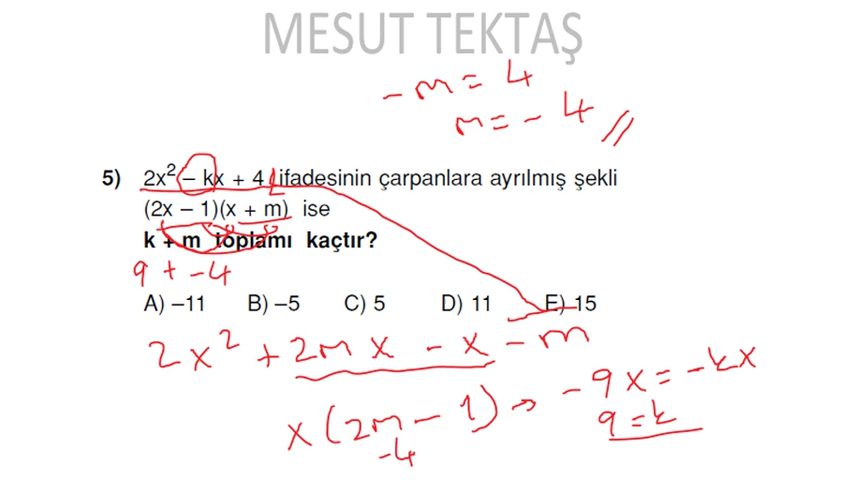 MESUT TEKTAŞ
-m = 4
m = -4 //
5) 2x² – kx + 4 ifadesinin çarpanlara ayrılmış şekli
(2x – 1)(x + m) ise
k + m toplamı kaçtır?
9 + -4
A) –11 B) –5 C) 5 D) 11 E) 15
2x² + 2mx - x - m
x(2m - 1) → -9x = -kx
-4
9 = k